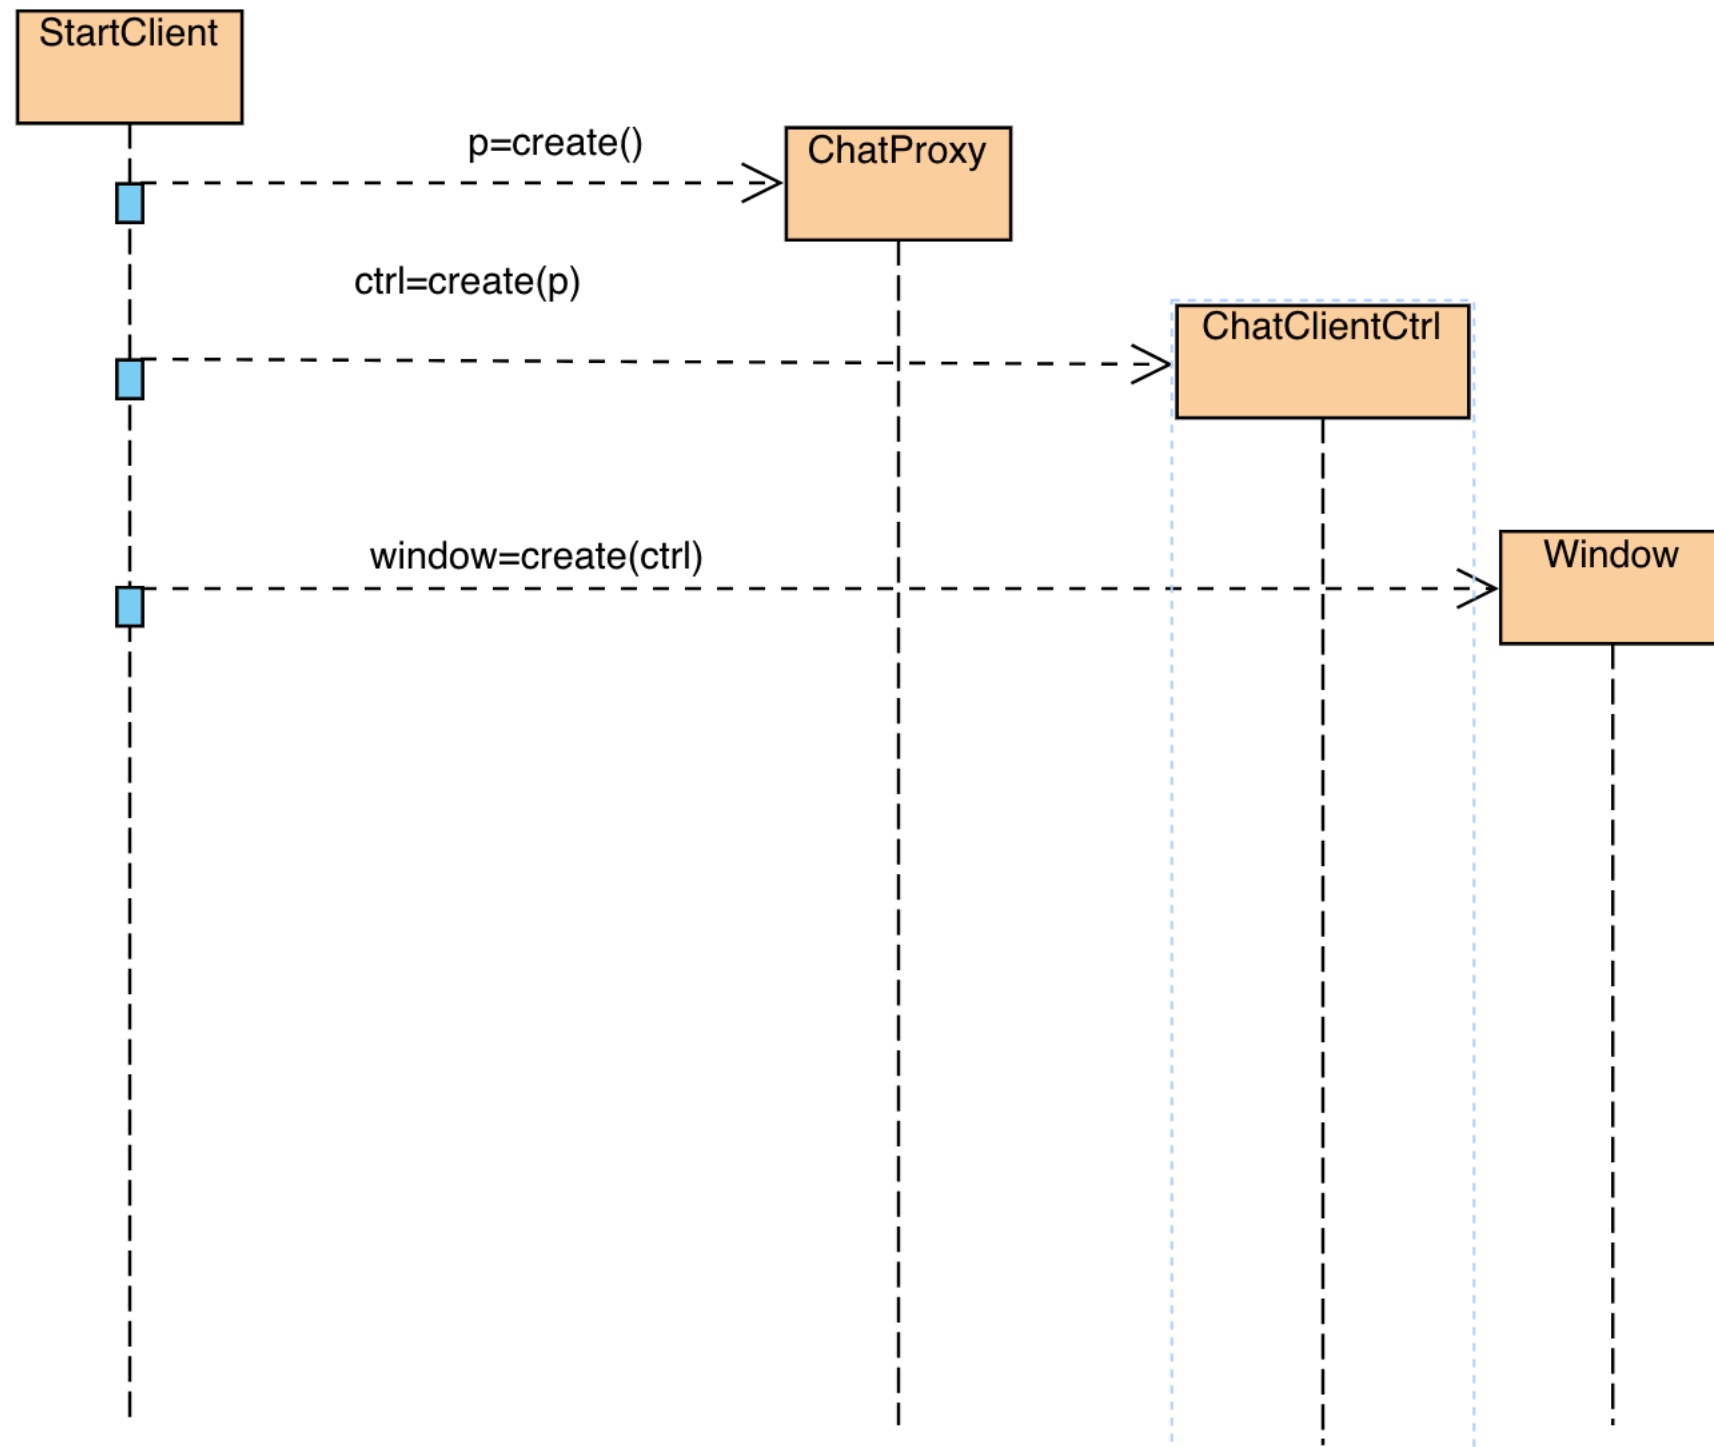 StartClient
p=create()
ChatProxy
ctrl=create(p)
ChatClientCtrl
window=create(ctrl)
Window